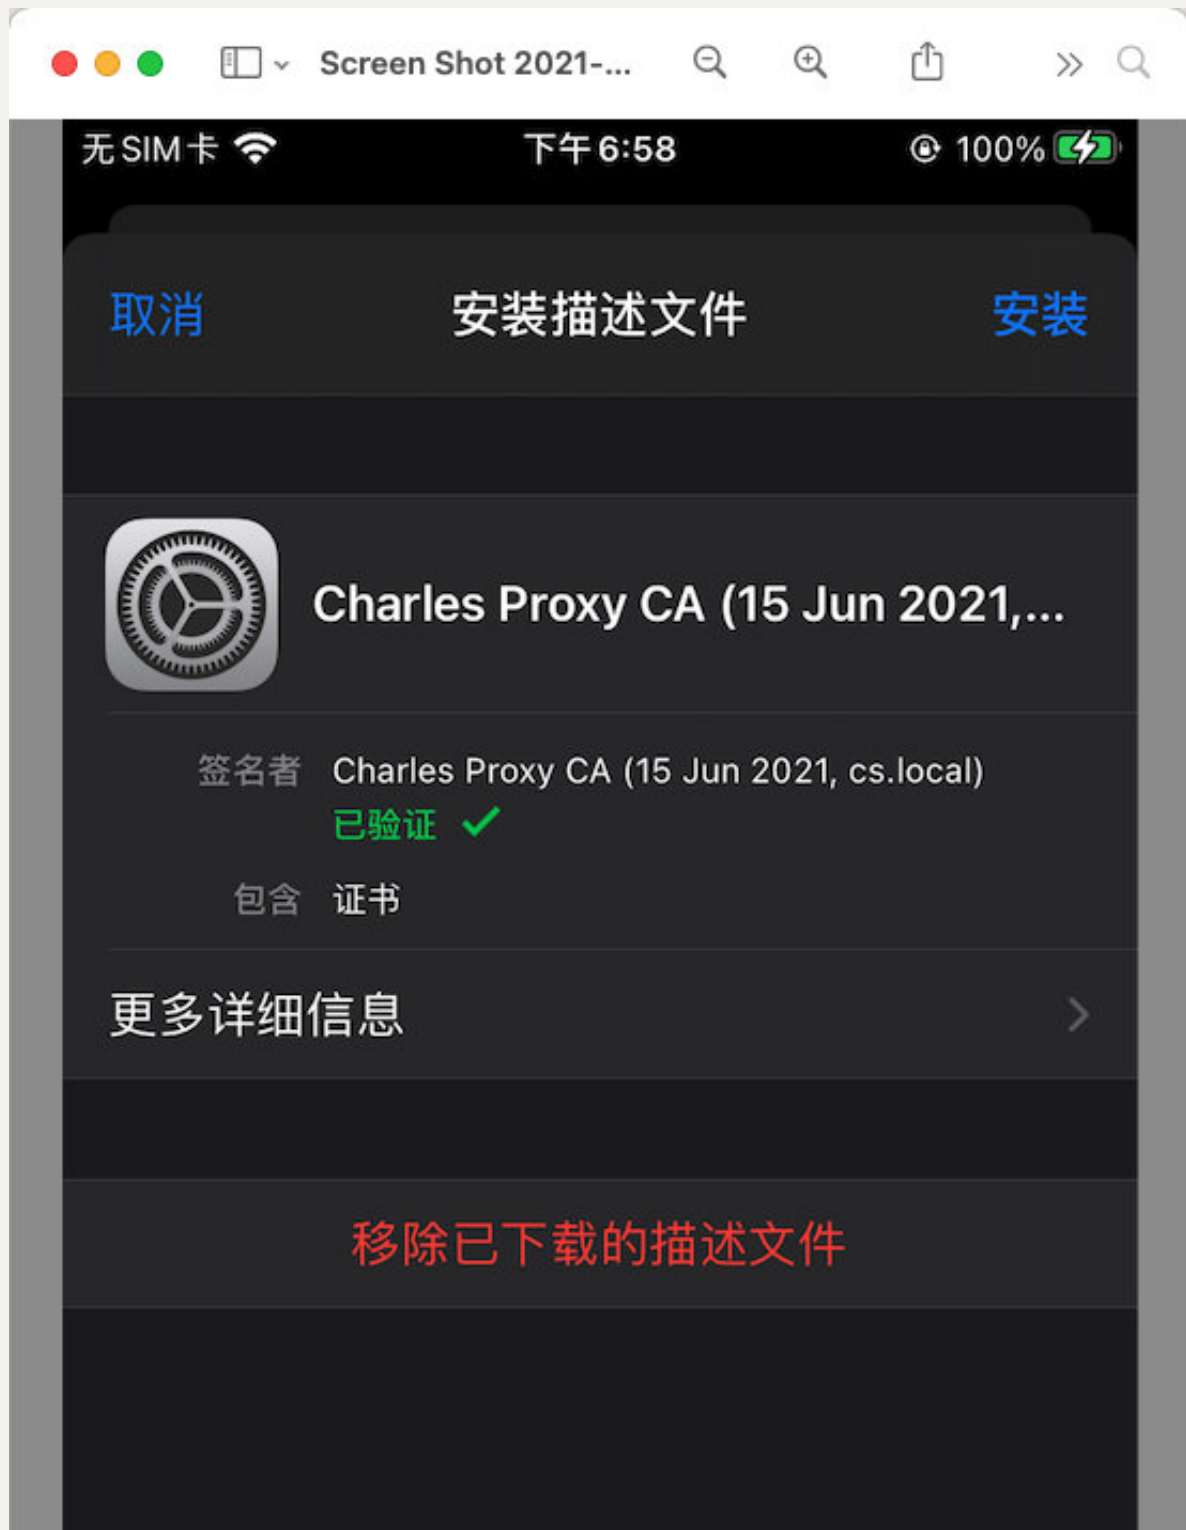 Screen Shot 2021-...
无SIM卡 下午6:58 100%
取消 安装描述文件 安装
Charles Proxy CA (15 Jun 2021,...
签名者 Charles Proxy CA (15 Jun 2021, cs.local)
已验证
包含 证书
更多详细信息
移除已下载的描述文件